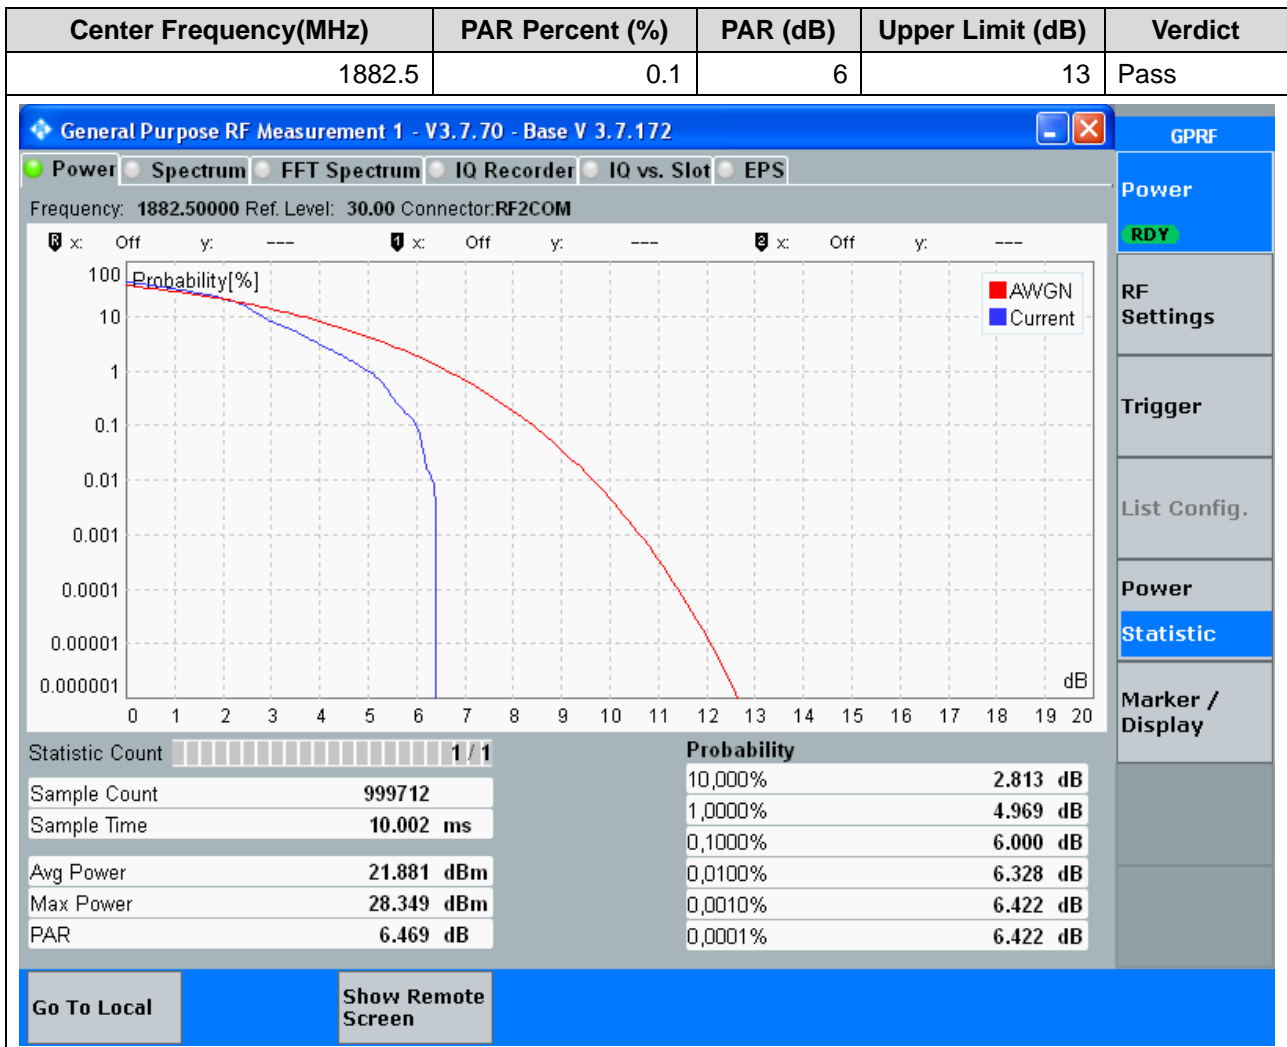 Center Frequency(MHz) PAR Percent (%) PAR (dB) Upper Limit (dB) Verdict
1882.5 0.1 6 13 Pass
General Purpose RF Measurement 1 - V3.7.70 - Base V 3.7.172
GPRF
Power Spectrum FFT Spectrum IQ Recorder IQ vs. Slot EPS
Power
RDY
Frequency: 1882.50000 Ref. Level: 30.00 Connector:RF2COM
R x: Off y: --- 1 x: Off y: --- 2 x: Off y: ---
100 Probability[%]
AWGN
Current
10
1
0.1
0.01
0.001
0.0001
0.00001
0.000001
dB
0 1 2 3 4 5 6 7 8 9 10 11 12 13 14 15 16 17 18 19 20
RF
Settings
Trigger
List Config.
Power
Statistic
Marker /
Display
Statistic Count 1 / 1
Sample Count 999712
Sample Time 10.002 ms
Avg Power 21.881 dBm
Max Power 28.349 dBm
PAR 6.469 dB
Probability
10,000% 2.813 dB
1,0000% 4.969 dB
0,1000% 6.000 dB
0,0100% 6.328 dB
0,0010% 6.422 dB
0,0001% 6.422 dB
Go To Local
Show Remote
Screen